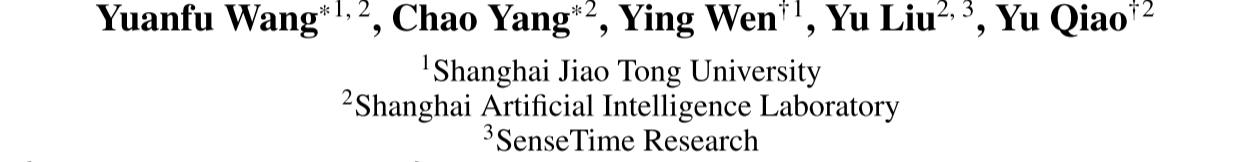 Yuanfu Wang*1, 2, Chao Yang*2, Ying Wen†1, Yu Liu2, 3, Yu Qiao†2
1Shanghai Jiao Tong University
2Shanghai Artificial Intelligence Laboratory
3SenseTime Research